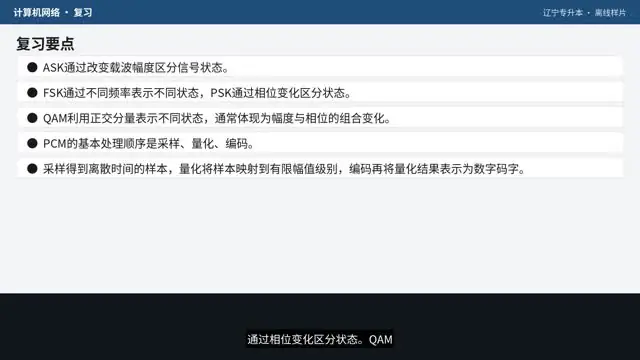 计算机网络 · 复习
辽宁专升本 · 离线样片
复习要点
● ASK通过改变载波幅度区分信号状态。
● FSK通过不同频率表示不同状态，PSK通过相位变化区分状态。
● QAM利用正交分量表示不同状态，通常体现为幅度与相位的组合变化。
● PCM的基本处理顺序是采样、量化、编码。
● 采样得到离散时间的样本，量化将样本映射到有限幅值级别，编码再将量化结果表示为数字码字。
通过相位变化区分状态。QAM